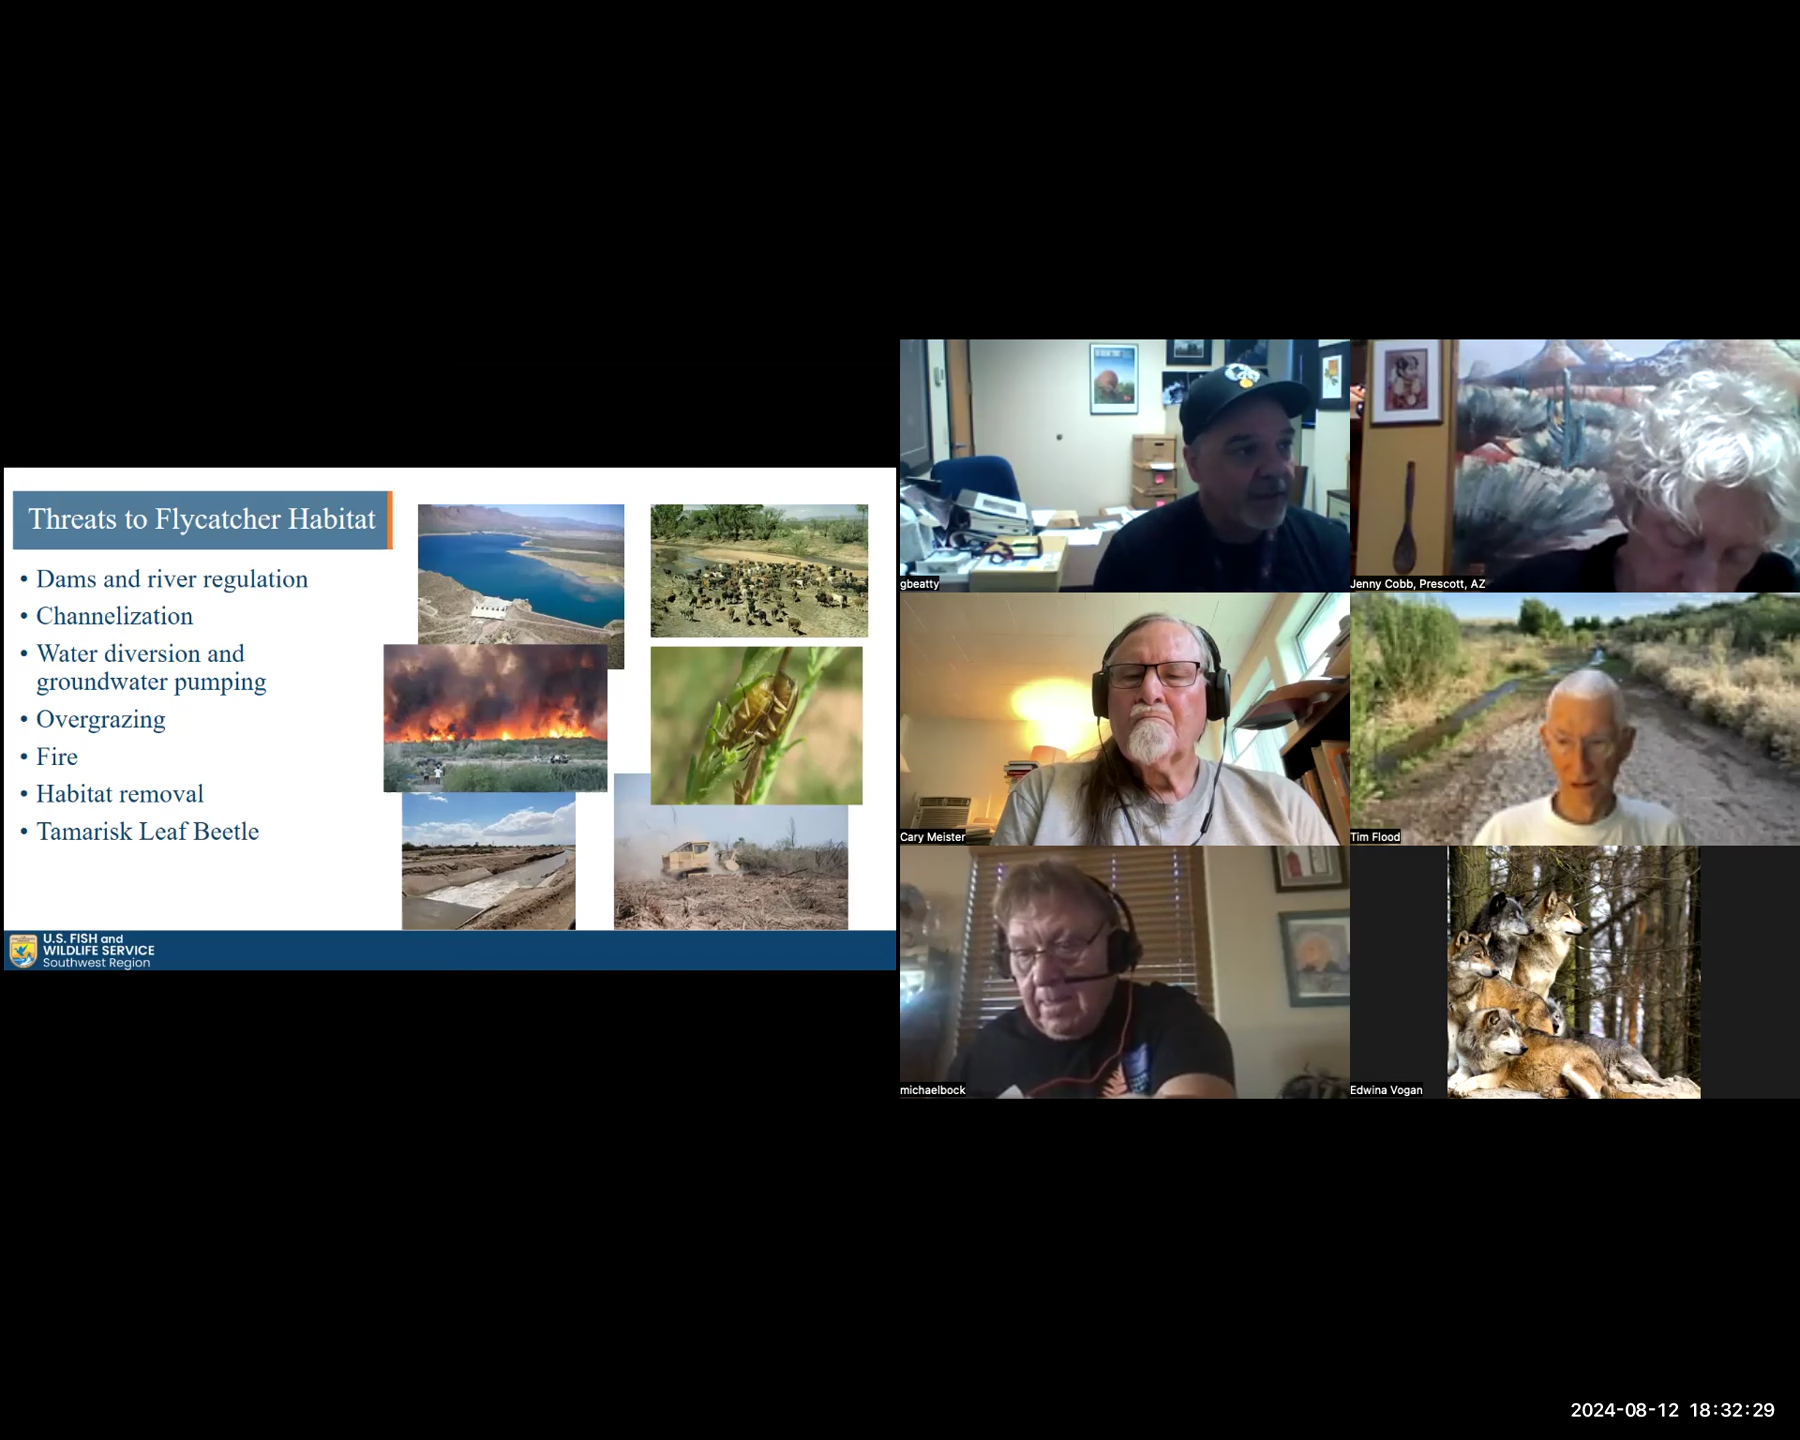 Threats to Flycatcher Habitat
• Dams and river regulation
• Channelization
• Water diversion and
groundwater pumping
• Overgrazing
• Fire
• Habitat removal
• Tamarisk Leaf Beetle
U.S. FISH and
WILDLIFE SERVICE
Southwest Region
gbeatty
Jenny Cobb, Prescott, AZ
Cary Meister
Tim Flood
michaelbock
Edwina Vogan
2024-08-12 18:32:29